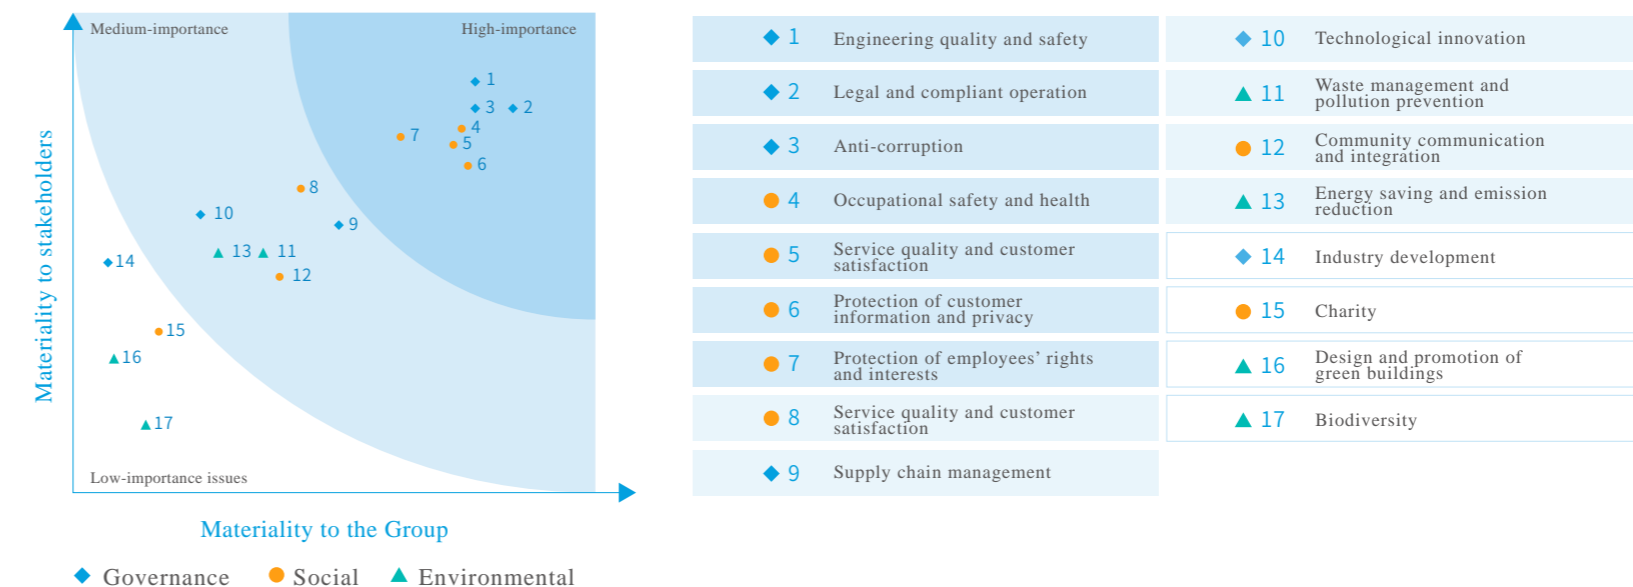 Medium-importance
High-importance
1
3
2
4
7
5
6
8
10
9
13
11
14
12
15
16
17
Low-importance issues
Materiality to stakeholders
Materiality to the Group
Governance
Social
Environmental
1 Engineering quality and safety
2 Legal and compliant operation
3 Anti-corruption
4 Occupational safety and health
5 Service quality and customer
satisfaction
6 Protection of customer
information and privacy
7 Protection of employees’ rights
and interests
8 Service quality and customer
satisfaction
9 Supply chain management
10 Technological innovation
11 Waste management and
pollution prevention
12 Community communication
and integration
13 Energy saving and emission
reduction
14 Industry development
15 Charity
16 Design and promotion of
green buildings
17 Biodiversity